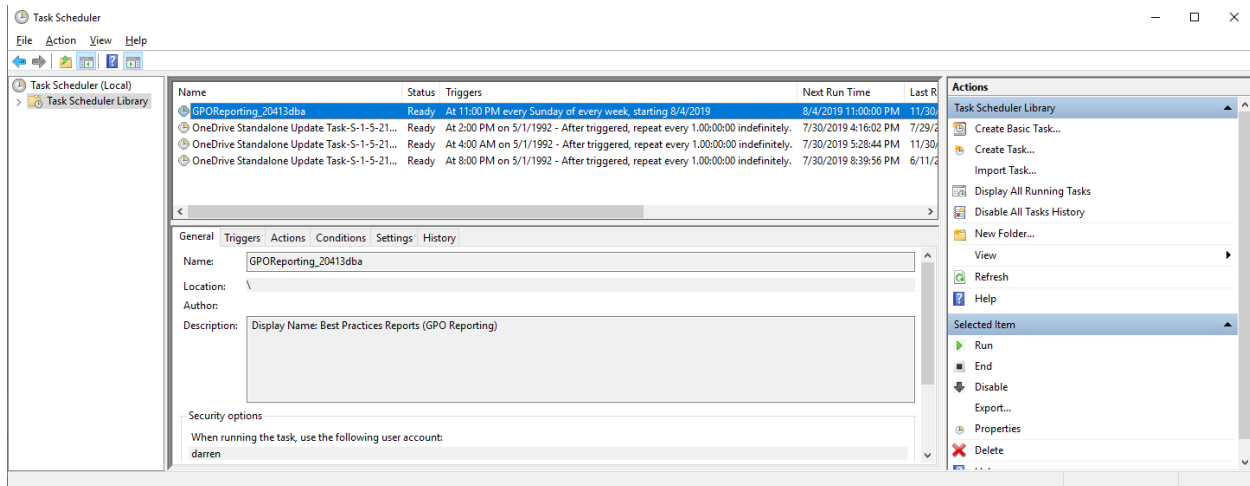 Task Scheduler
File Action View Help
Task Scheduler (Local)
Task Scheduler Library
Name Status Triggers Next Run Time Last R
GPOReporting_20413dba Ready At 11:00 PM every Sunday of every week, starting 8/4/2019 8/4/2019 11:00:00 PM 11/30/
OneDrive Standalone Update Task-S-1-5-21... Ready At 2:00 PM on 5/1/1992 - After triggered, repeat every 1.00:00:00 indefinitely. 7/30/2019 4:16:02 PM 7/29/2
OneDrive Standalone Update Task-S-1-5-21... Ready At 4:00 AM on 5/1/1992 - After triggered, repeat every 1.00:00:00 indefinitely. 7/30/2019 5:28:44 PM 11/30/
OneDrive Standalone Update Task-S-1-5-21... Ready At 8:00 PM on 5/1/1992 - After triggered, repeat every 1.00:00:00 indefinitely. 7/30/2019 8:39:56 PM 6/11/2
General Triggers Actions Conditions Settings History
Name: GPOReporting_20413dba
Location: \
Author:
Description: Display Name: Best Practices Reports (GPO Reporting)
Security options
When running the task, use the following user account:
darren
Actions
Task Scheduler Library
Create Basic Task...
Create Task...
Import Task...
Display All Running Tasks
Disable All Tasks History
New Folder...
View
Refresh
Help
Selected Item
Run
End
Disable
Export...
Properties
Delete